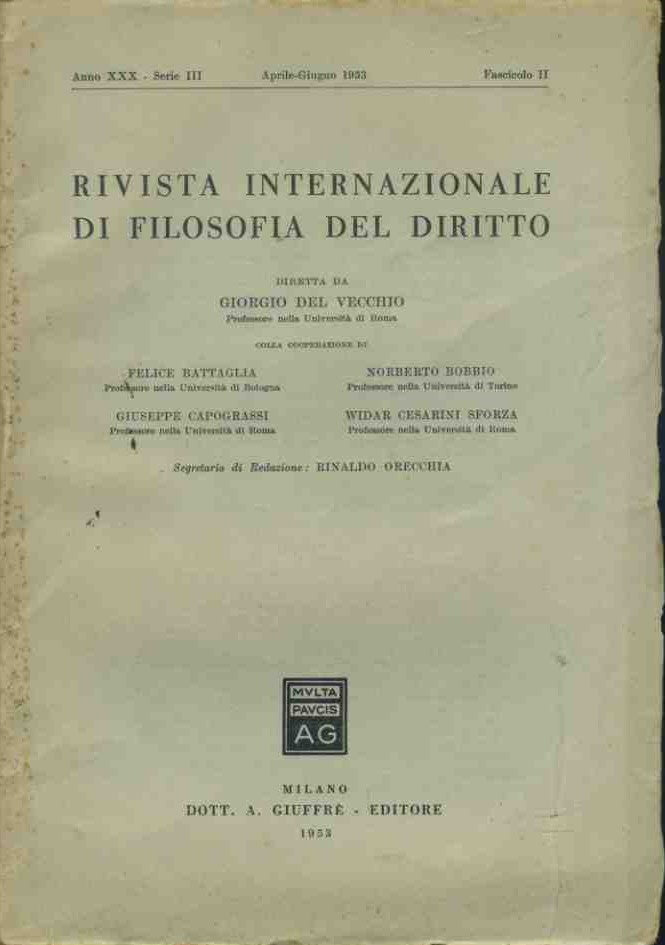 Anno XXX - Serie III Aprile-Giugno 1953 Fascicolo II
RIVISTA INTERNAZIONALE
DI FILOSOFIA DEL DIRITTO
DIRETTA DA
GIORGIO DEL VECCHIO
Professore nella Università di Roma
COLLA COOPERAZIONE DI
FELICE BATTAGLIA
Professore nella Università di Bologna
NORBERTO BOBBIO
Professore nella Università di Torino
GIUSEPPE CAPOGRASSI
Professore nella Università di Roma
WIDAR CESARINI SFORZA
Professore nella Università di Roma
Segretario di Redazione: RINALDO ORECCHIA
MVLTA
PAVCIS
AG
MILANO
DOTT. A. GIUFFRÈ - EDITORE
1953